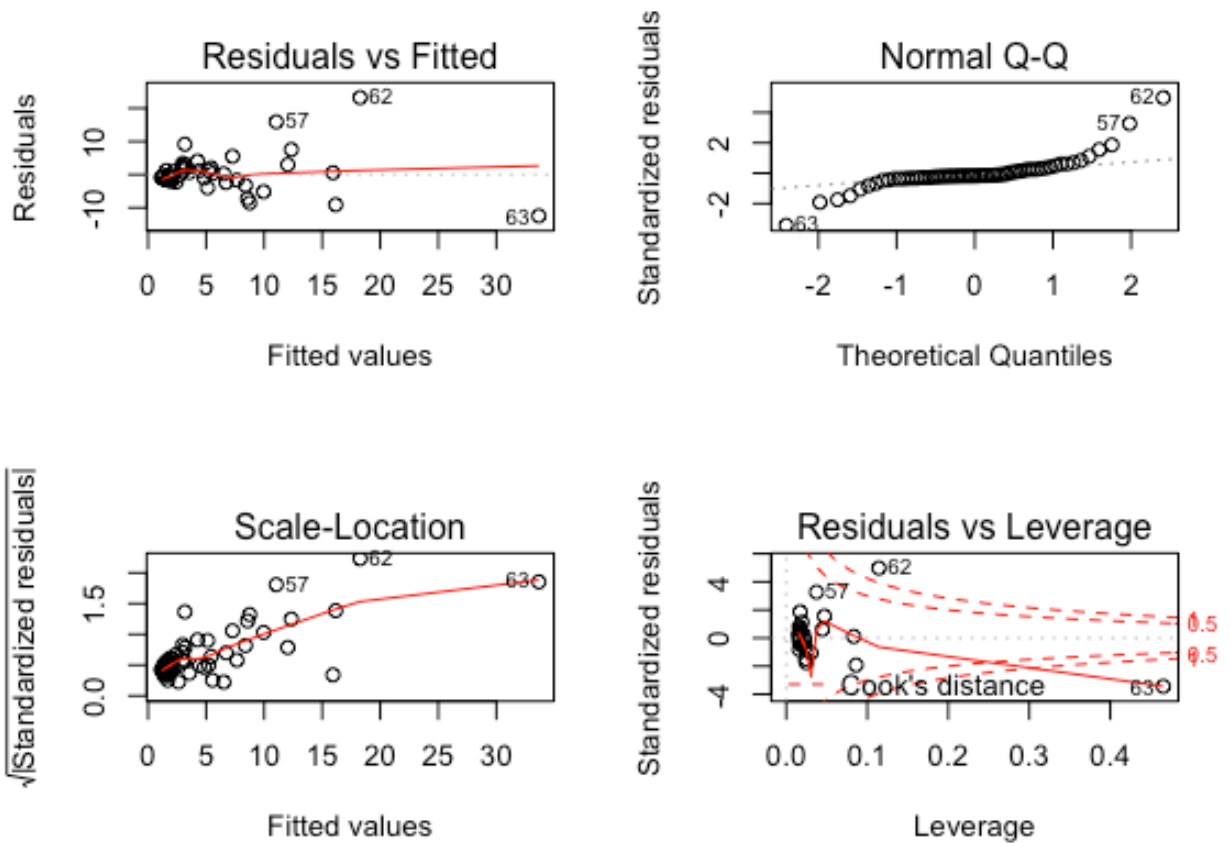 Residuals vs Fitted
Residuals
-10 10
62
57
63
0 5 10 15 20 25 30
Fitted values
Normal Q-Q
Standardized residuals
-2 2
62
57
63
-2 -1 0 1 2
Theoretical Quantiles
Scale-Location
√|Standardized residuals|
0.0 1.5
62
57
63
0 5 10 15 20 25 30
Fitted values
Residuals vs Leverage
Standardized residuals
-4 0 4
62
57
63
Cook's distance
0.5
0.0 0.1 0.2 0.3 0.4
Leverage